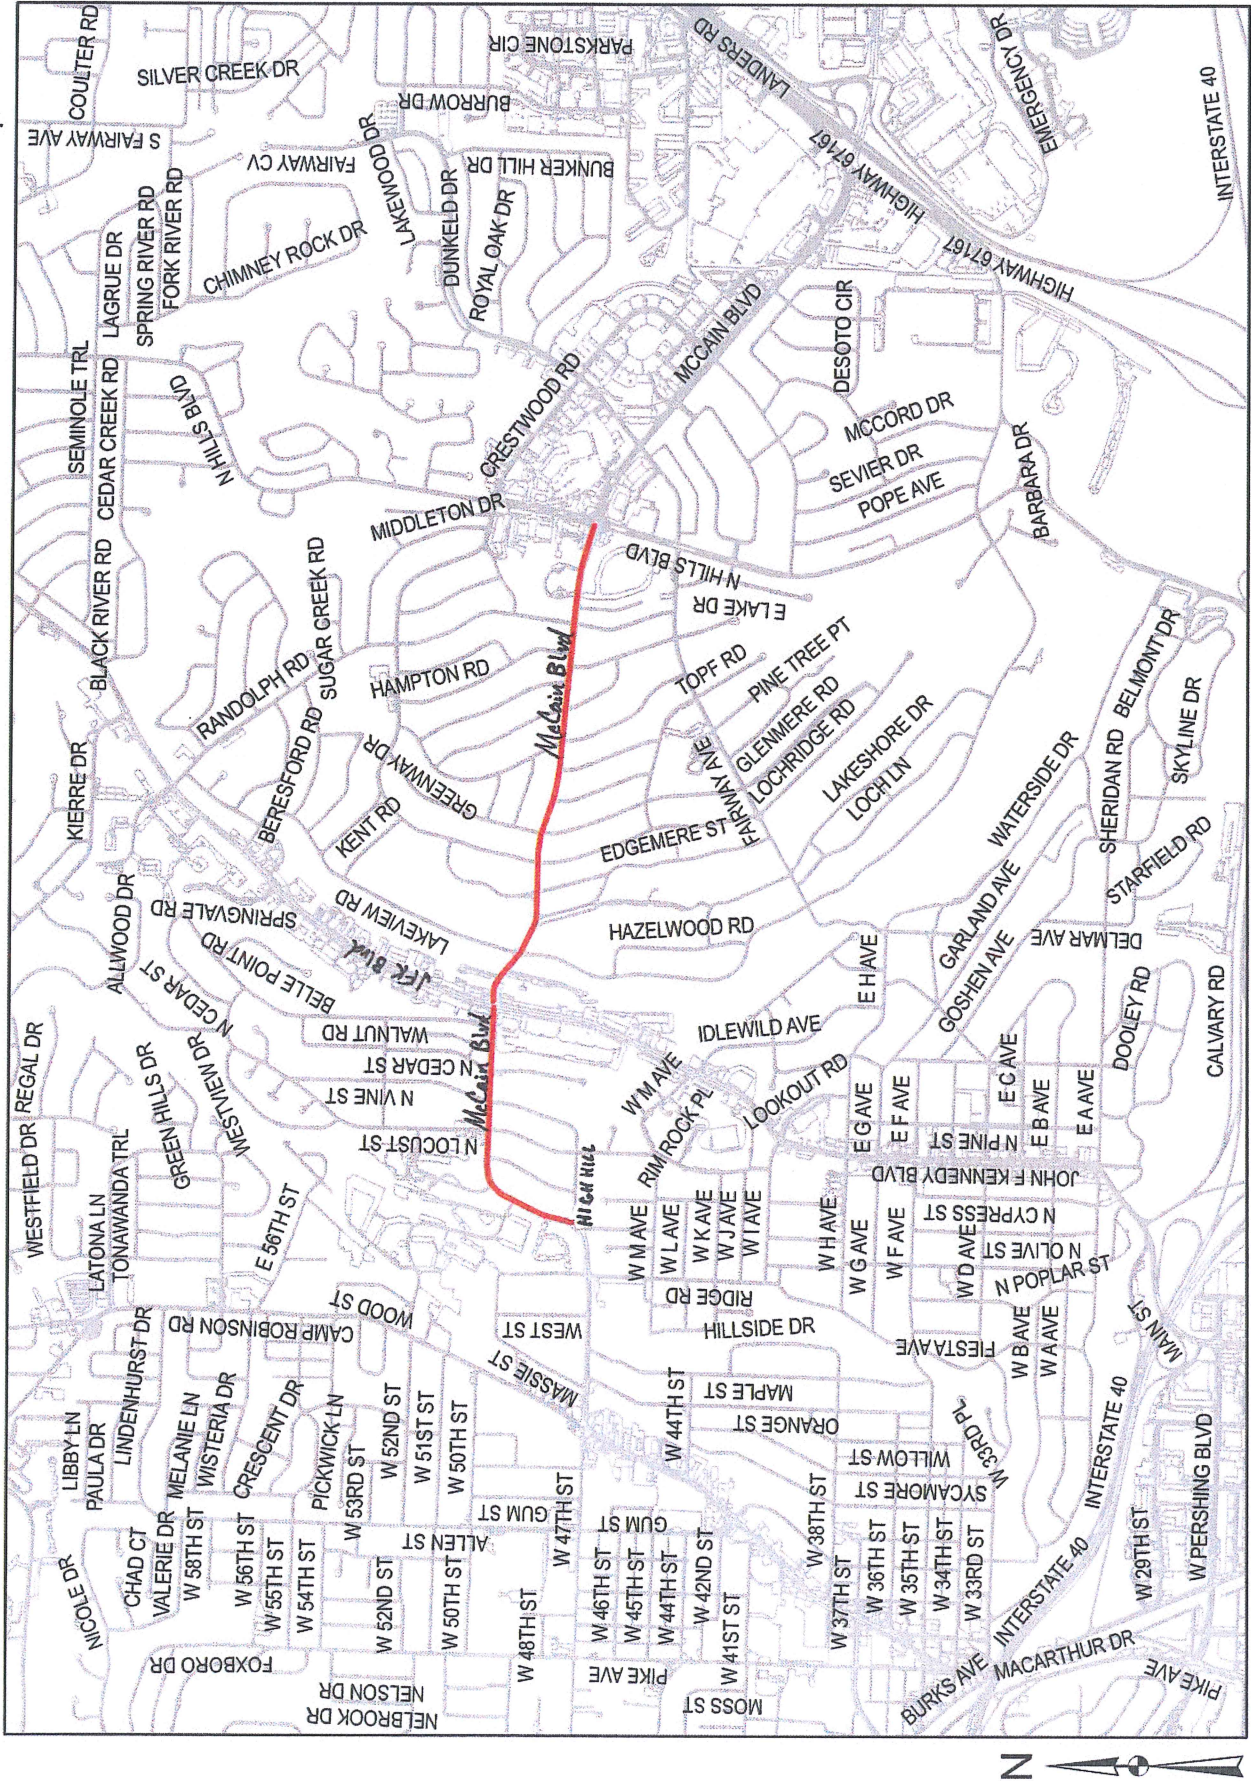 COULTER RD
SILVER CREEK DR
S FAIRWAY AVE
PARKSTONE CIR
LANDERS RD
EMERGENCY DR
BURROW DR
INTERSTATE 40
FAIRWAY CV
LAKEWOOD DR
BUNKER HILL DR
HIGHWAY 67167
HIGHWAY 67167
LAGRUE DR
SPRING RIVER RD
FORK RIVER RD
CHIMNEY ROCK DR
DUNKELD DR
ROYAL OAK DR
MCCAIN BLVD
DESOTO CIR
SEMINOLE TRL
CEDAR CREEK RD
N HILLS BLVD
CRESTWOOD RD
MCCORD DR
SEVIER DR
POPE AVE
BARBARA DR
MIDDLETON DR
BLACK RIVER RD
SUGAR CREEK RD
N HILLS BLVD
E LAKE DR
RANDOLPH RD
HAMPTON RD
McCain Blvd
TOPF RD
PINE TREE PT
GLENMERE RD
LOCHRIDGE RD
LAKESHORE DR
LOCH LN
BELMONT DR
SKYLINE DR
SHERIDAN RD
WATERSIDE DR
KIERRE DR
BERESFORD RD
GREENWAY DR
KENT RD
FAIRWAY AVE
EDGEMERE ST
STARFIELD RD
ALLWOOD DR
SPRINGVALE RD
LAKEVIEW RD
HAZELWOOD RD
GARLAND AVE
DELMAR AVE
BELLE POINT RD
JFK Blvd
N CEDAR ST
E H AVE
GOSHEN AVE
DOOLEY RD
CALVARY RD
WALNUT RD
McCain Blvd
IDLEWILD AVE
REGAL DR
WESTFIELD DR
GREEN HILLS DR
WESTVIEW DR
N CEDAR ST
N VINE ST
N LOCUST ST
W M AVE
RIM ROCK PL
LOOKOUT RD
E G AVE
E F AVE
E C AVE
E B AVE
E A AVE
N PINE ST
JOHN F KENNEDY BLVD
HIGH HILL
LATONA LN
TONAWANDA TRL
E 56TH ST
W M AVE
W L AVE
W K AVE
W J AVE
W I AVE
W H AVE
W G AVE
W F AVE
W D AVE
N CYPRESS ST
N OLIVE ST
N POPLAR ST
LINDENHURST DR
CAMP ROBINSON RD
WOOD ST
WEST ST
RIDGE RD
HILLSIDE DR
FIESTA AVE
W B AVE
W A AVE
MAIN ST
MASSIE ST
LIBBY LN
PAULA DR
MELANIE LN
WISTERIA DR
CRESCENT DR
PICKWICK LN
W 53RD ST
W 52ND ST
W 51ST ST
W 50TH ST
W 44TH ST
MAPLE ST
ORANGE ST
WILLOW ST
SYCAMORE ST
W 33RD PL
INTERSTATE 40
W PERSHING BLVD
NICOLE DR
CHAD CT
VALERIE DR
W 58TH ST
W 56TH ST
W 55TH ST
W 54TH ST
ALLEN ST
GUM ST
W 47TH ST
GUM ST
W 38TH ST
W 52ND ST
W 50TH ST
W 48TH ST
W 46TH ST
W 45TH ST
W 44TH ST
W 42ND ST
W 41ST ST
W 37TH ST
W 36TH ST
W 35TH ST
W 34TH ST
W 33RD ST
INTERSTATE 40
W 29TH ST
FOXBORO DR
NELSON DR
NELBROOK DR
PIKE AVE
MOSS ST
BURKS AVE
MACARTHUR DR
PIKE AVE
N